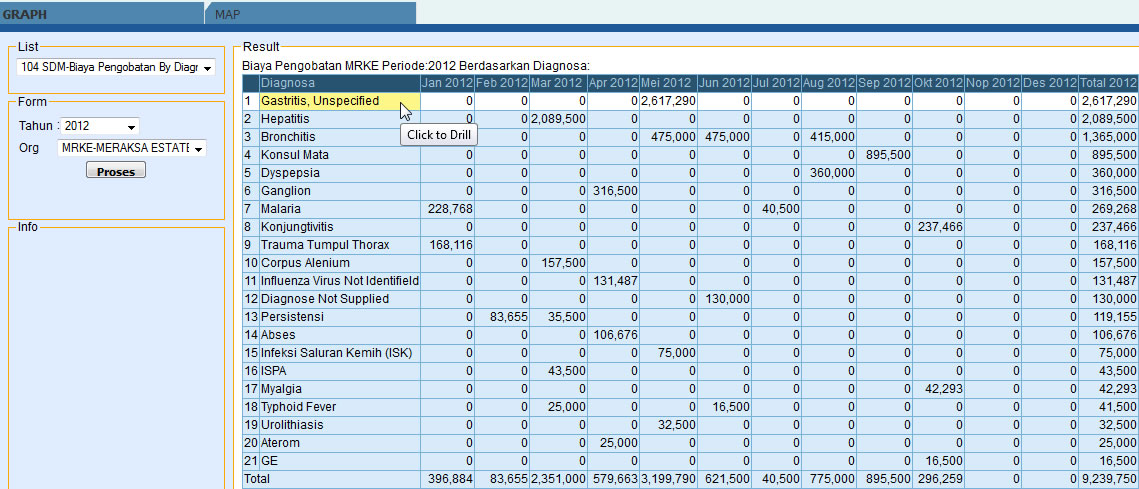 GRAPH MAP
List
104 SDM-Biaya Pengobatan By Diagr
Form
Tahun : 2012
Org MRKE-MERAKSA ESTATE
Proses
Info
Result
Biaya Pengobatan MRKE Periode:2012 Berdasarkan Diagnosa:
Diagnosa Jan 2012 Feb 2012 Mar 2012 Apr 2012 Mei 2012 Jun 2012 Jul 2012 Aug 2012 Sep 2012 Okt 2012 Nop 2012 Des 2012 Total 2012
1 Gastritis, Unspecified 0 0 0 0 2,617,290 0 0 0 0 0 0 0 2,617,290
2 Hepatitis 0 0 2,089,500 0 0 0 0 0 0 0 0 0 2,089,500
Click to Drill
3 Bronchitis 0 0 0 475,000 475,000 0 415,000 0 0 0 0 1,365,000
4 Konsul Mata 0 0 0 0 0 0 0 0 895,500 0 0 0 895,500
5 Dyspepsia 0 0 0 0 0 0 0 360,000 0 0 0 0 360,000
6 Ganglion 0 0 0 316,500 0 0 0 0 0 0 0 0 316,500
7 Malaria 228,768 0 0 0 0 0 40,500 0 0 0 0 0 269,268
8 Konjungtivitis 0 0 0 0 0 0 0 0 0 237,466 0 0 237,466
9 Trauma Tumpul Thorax 168,116 0 0 0 0 0 0 0 0 0 0 0 168,116
10 Corpus Alenium 0 0 157,500 0 0 0 0 0 0 0 0 0 157,500
11 Influenza Virus Not Identifield 0 0 0 131,487 0 0 0 0 0 0 0 0 131,487
12 Diagnose Not Supplied 0 0 0 0 0 130,000 0 0 0 0 0 0 130,000
13 Persistensi 0 83,655 35,500 0 0 0 0 0 0 0 0 0 119,155
14 Abses 0 0 0 106,676 0 0 0 0 0 0 0 0 106,676
15 Infeksi Saluran Kemih (ISK) 0 0 0 0 75,000 0 0 0 0 0 0 0 75,000
16 ISPA 0 0 43,500 0 0 0 0 0 0 0 0 0 43,500
17 Myalgia 0 0 0 0 0 0 0 0 0 42,293 0 0 42,293
18 Typhoid Fever 0 0 25,000 0 0 16,500 0 0 0 0 0 0 41,500
19 Urolithiasis 0 0 0 0 32,500 0 0 0 0 0 0 0 32,500
20 Aterom 0 0 0 25,000 0 0 0 0 0 0 0 0 25,000
21 GE 0 0 0 0 0 0 0 0 0 16,500 0 0 16,500
Total 396,884 83,655 2,351,000 579,663 3,199,790 621,500 40,500 775,000 895,500 296,259 0 0 9,239,750